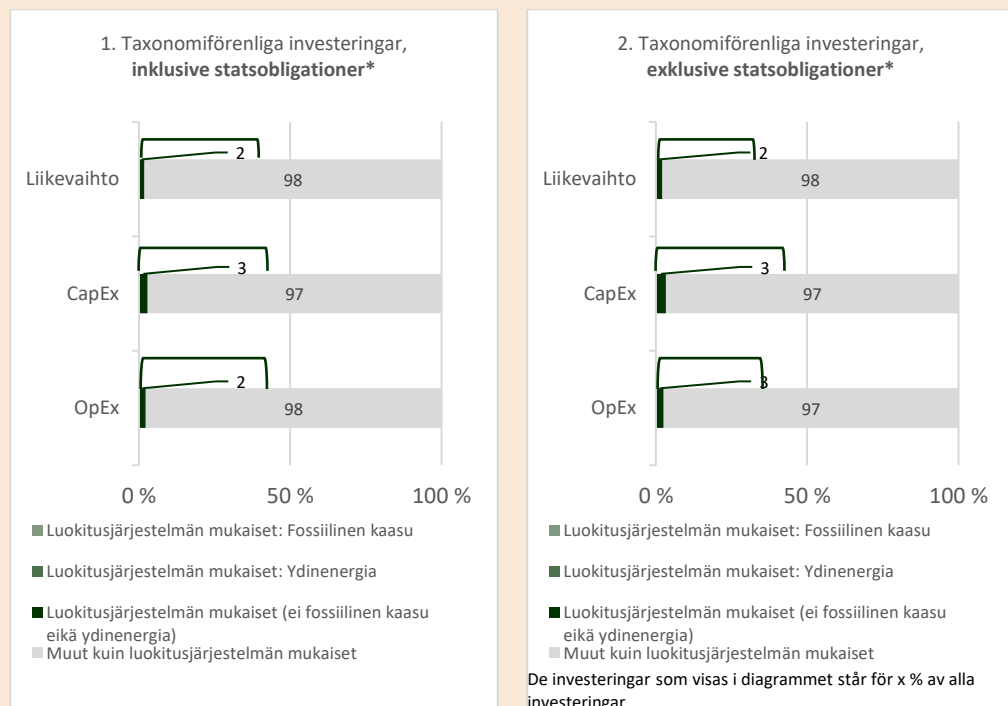 1. Taxonomiförenliga investeringar,
inklusive statsobligationer*
Liikevaihto
2
98
CapEx
3
97
OpEx
2
98
0 %
50 %
100 %
Luokitusjärjestelmän mukaiset: Fossiilinen kaasu
Luokitusjärjestelmän mukaiset: Ydinenergia
Luokitusjärjestelmän mukaiset (ei fossiilinen kaasu
eikä ydinenergia)
Muut kuin luokitusjärjestelmän mukaiset
2. Taxonomiförenliga investeringar,
exklusive statsobligationer*
Liikevaihto
2
98
CapEx
3
97
OpEx
3
97
0 %
50 %
100 %
Luokitusjärjestelmän mukaiset: Fossiilinen kaasu
Luokitusjärjestelmän mukaiset: Ydinenergia
Luokitusjärjestelmän mukaiset (ei fossiilinen kaasu
eikä ydinenergia)
Muut kuin luokitusjärjestelmän mukaiset
De investeringar som visas i diagrammet står för x % av alla
investeringar